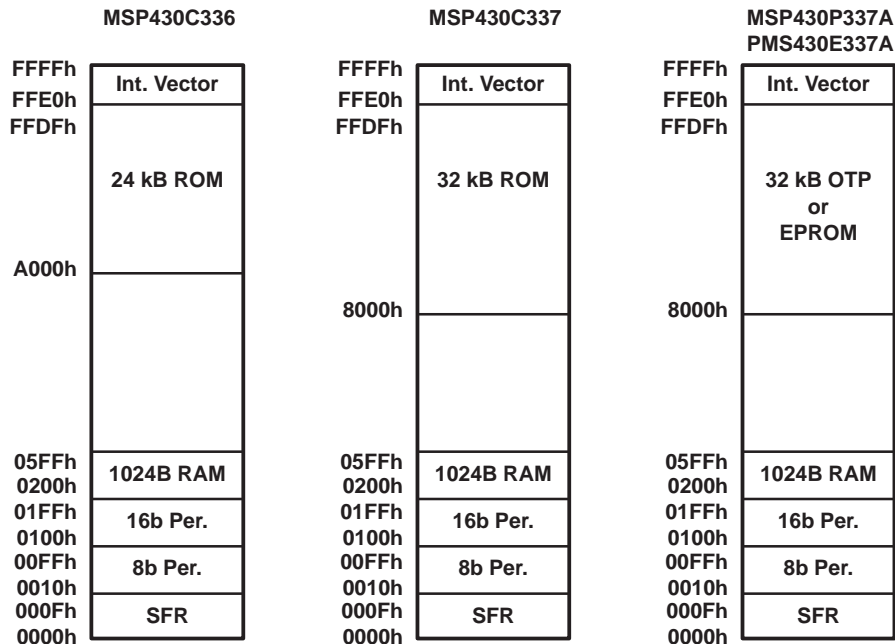 MSP430C336
FFFFh
Int. Vector
FFE0h
FFDFh
24 kB ROM
A000h
05FFh
1024B RAM
0200h
01FFh
16b Per.
0100h
00FFh
8b Per.
0010h
000Fh
SFR
0000h
MSP430C337
FFFFh
Int. Vector
FFE0h
FFDFh
32 kB ROM
8000h
05FFh
1024B RAM
0200h
01FFh
16b Per.
0100h
00FFh
8b Per.
0010h
000Fh
SFR
0000h
MSP430P337A
PMS430E337A
FFFFh
Int. Vector
FFE0h
FFDFh
32 kB OTP
or
EPROM
8000h
05FFh
1024B RAM
0200h
01FFh
16b Per.
0100h
00FFh
8b Per.
0010h
000Fh
SFR
0000h